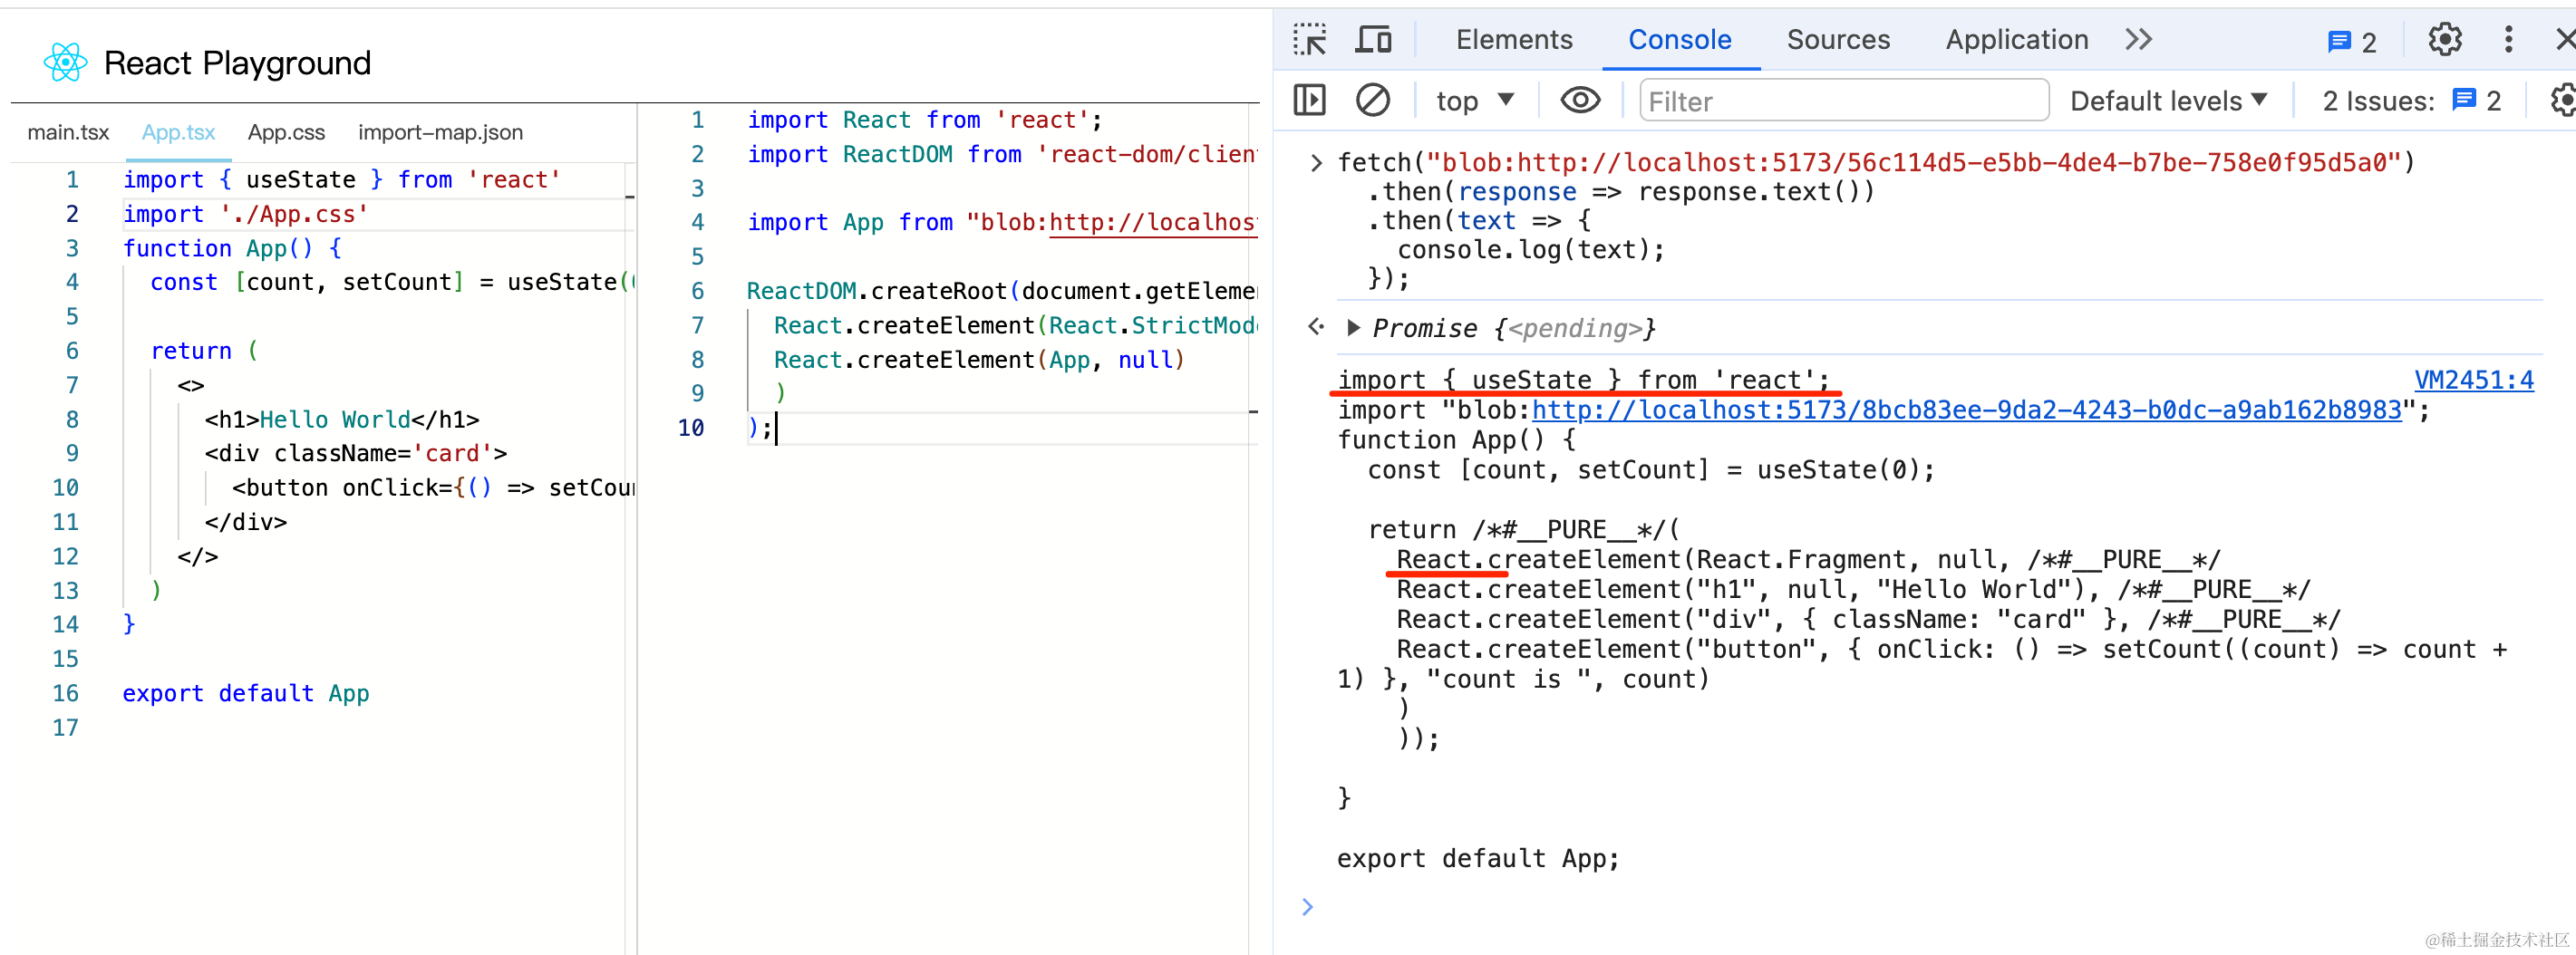 React Playground
main.tsx App.tsx App.css import-map.json
1 import { useState } from 'react'
2 import './App.css'
3 function App() {
4 const [count, setCount] = useState(
5
6 return (
7 <>
8 <h1>Hello World</h1>
9 <div className='card'>
10 <button onClick={() => setCou
11 </div>
12 </>
13 )
14 }
15
16 export default App
17
1 import React from 'react';
2 import ReactDOM from 'react-dom/clien
3
4 import App from "blob:http://localhos
5
6 ReactDOM.createRoot(document.getEleme
7 React.createElement(React.StrictMod
8 React.createElement(App, null)
9 )
10 );
Elements Console Sources Application 2
top Filter Default levels 2 Issues: 2
fetch("blob:http://localhost:5173/56c114d5-e5bb-4de4-b7be-758e0f95d5a0")
.then(response => response.text())
.then(text => {
console.log(text);
});
Promise {<pending>}
import { useState } from 'react'; VM2451:4
import "blob:http://localhost:5173/8bcb83ee-9da2-4243-b0dc-a9ab162b8983";
function App() {
const [count, setCount] = useState(0);
return /*#__PURE__*/(
React.createElement(React.Fragment, null, /*#__PURE__*/
React.createElement("h1", null, "Hello World"), /*#__PURE__*/
React.createElement("div", { className: "card" }, /*#__PURE__*/
React.createElement("button", { onClick: () => setCount((count) => count +
1) }, "count is ", count)
)
));
}
export default App;
@稀土掘金技术社区